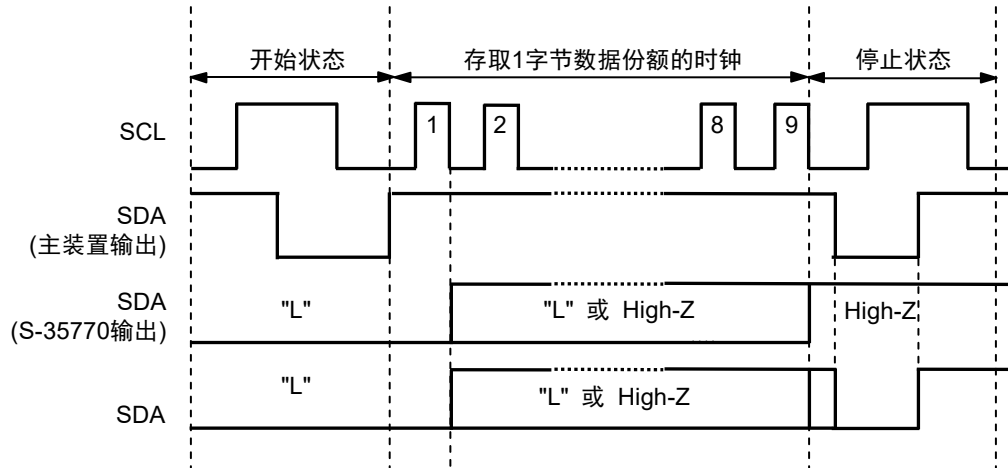 开始状态
存取1字节数据份额的时钟
停止状态
SCL
1
2
8
9
SDA
(主装置输出)
SDA
(S-35770输出)
"L"
"L" 或 High-Z
High-Z
SDA
"L"
"L" 或 High-Z